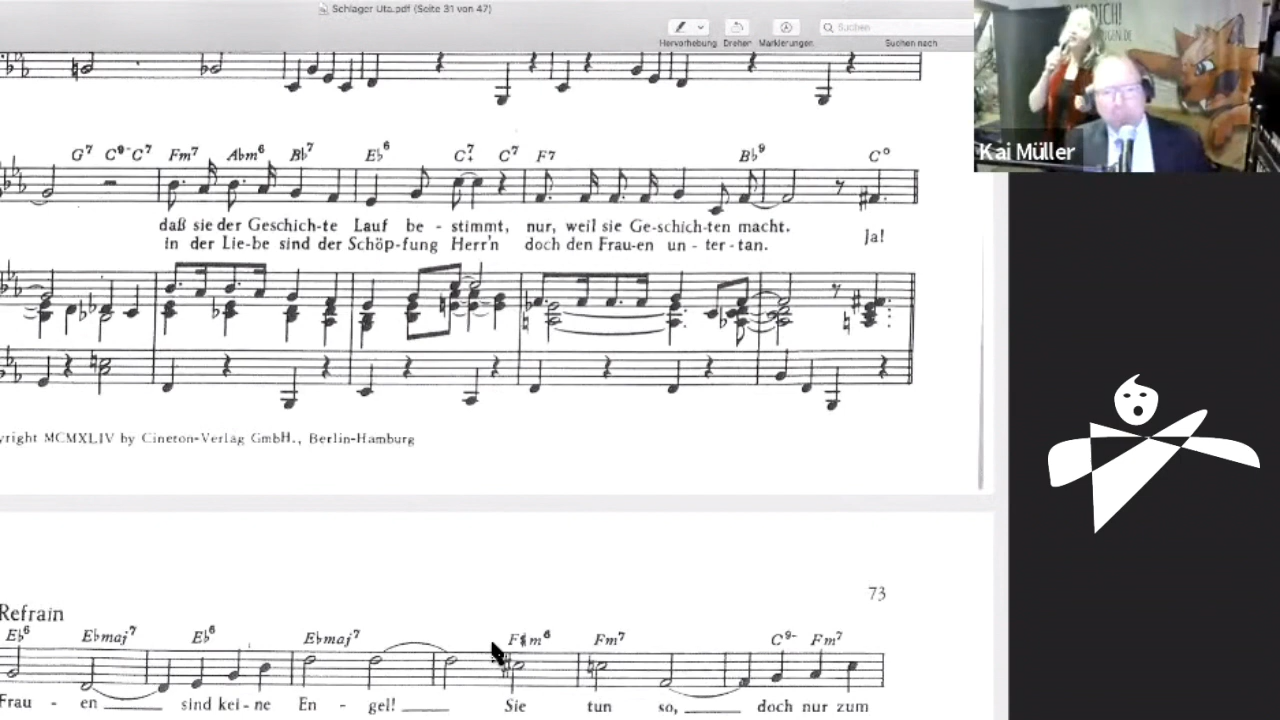 Schlager Uta.pdf (Seite 31 von 47)
Hervorhebung Drehen Markierungen Suchen
Suchen nach
DICH!
Kai Müller
G7 C9- C7 Fm7 Abm6 Bb7 Eb6 C7+ C7 F7 Bb9 C°
daß sie der Geschich-te Lauf be - stimmt, nur, weil sie Ge-schich-ten macht.
in der Lie-be sind der Schöp-fung Herr'n doch den Frau-en un - ter - tan.
Ja!
yright MCMXLIV by Cineton-Verlag GmbH., Berlin-Hamburg
73
Refrain
Eb6 Ebmaj7 Eb6 Ebmaj7 F#m6 Fm7 C9- Fm7
Frau - en sind kei - ne En - gel! Sie tun so, doch nur zum